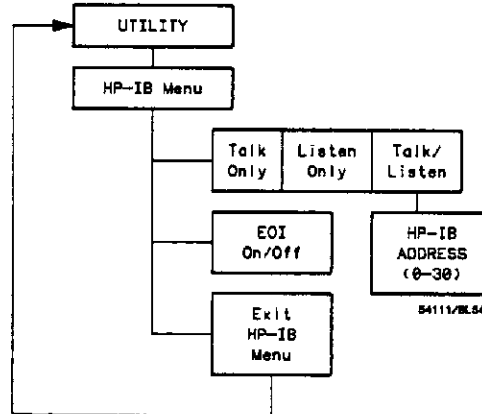 UTILITY
HP-IB Menu
Talk Only
Listen Only
Talk/ Listen
EOI
On/Off
HP-IB
ADDRESS
(0-30)
Exit
HP-IB
Menu